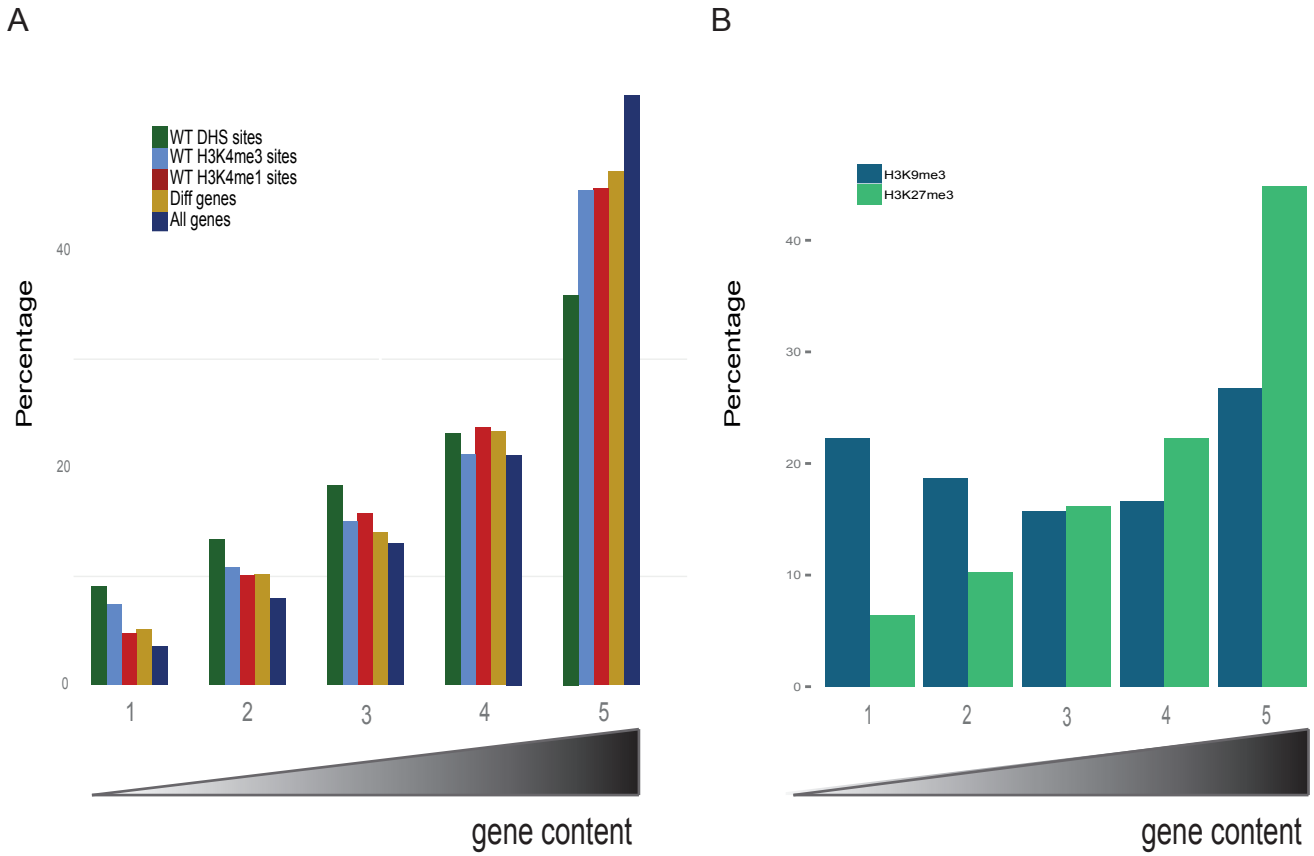 A
WT DHS sites
WT H3K4me3 sites
WT H3K4me1 sites
Diff genes
All genes
Percentage
40
20
0
1 2 3 4 5
gene content
B
H3K9me3
H3K27me3
Percentage
40
30
20
10
0
1 2 3 4 5
gene content